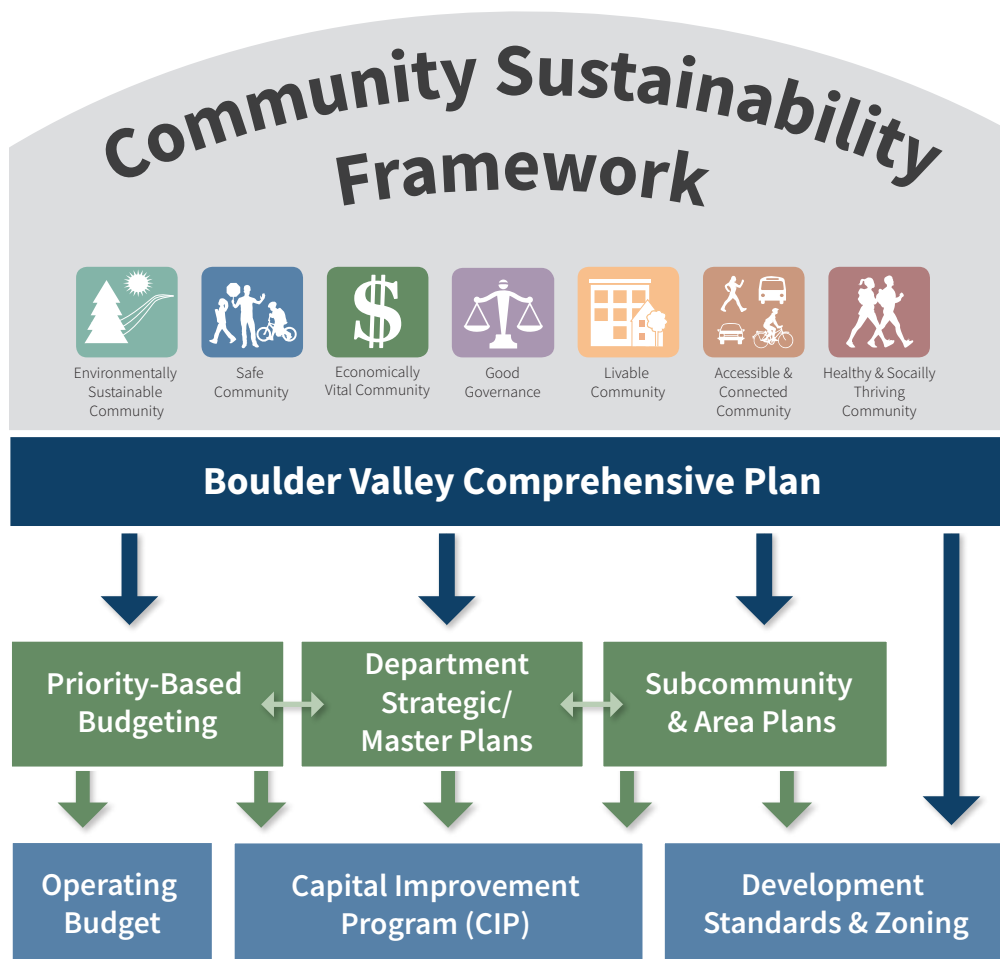 Community Sustainability
Framework
Environmentally
Sustainable
Community
Safe
Community
Economically
Vital Community
Good
Governance
Livable
Community
Accessible &
Connected
Community
Healthy & Socailly
Thriving
Community
Boulder Valley Comprehensive Plan
Priority-Based
Budgeting
Department
Strategic/
Master Plans
Subcommunity
& Area Plans
Operating
Budget
Capital Improvement
Program (CIP)
Development
Standards & Zoning